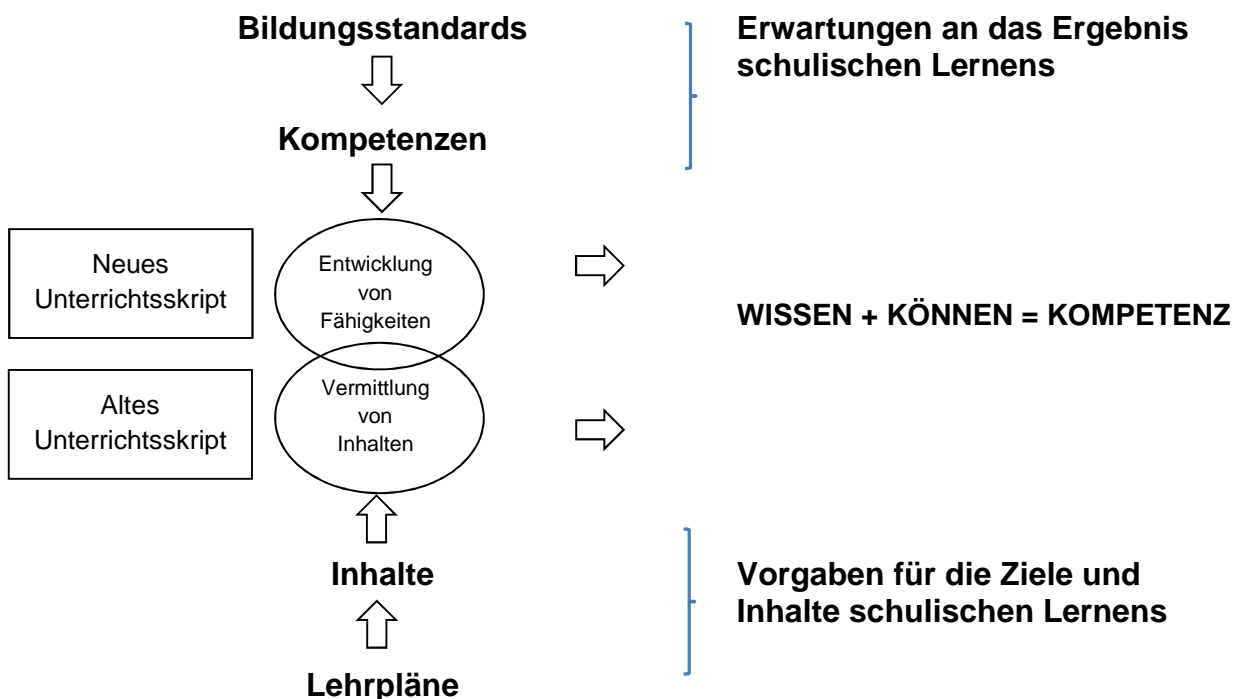 Bildungsstandards
Erwartungen an das Ergebnis
schulischen Lernens
Kompetenzen
Neues
Unterrichtsskript
Entwicklung
von
Fähigkeiten
WISSEN + KÖNNEN = KOMPETENZ
Altes
Unterrichtsskript
Vermittlung
von
Inhalten
Inhalte
Vorgaben für die Ziele und
Inhalte schulischen Lernens
Lehrpläne